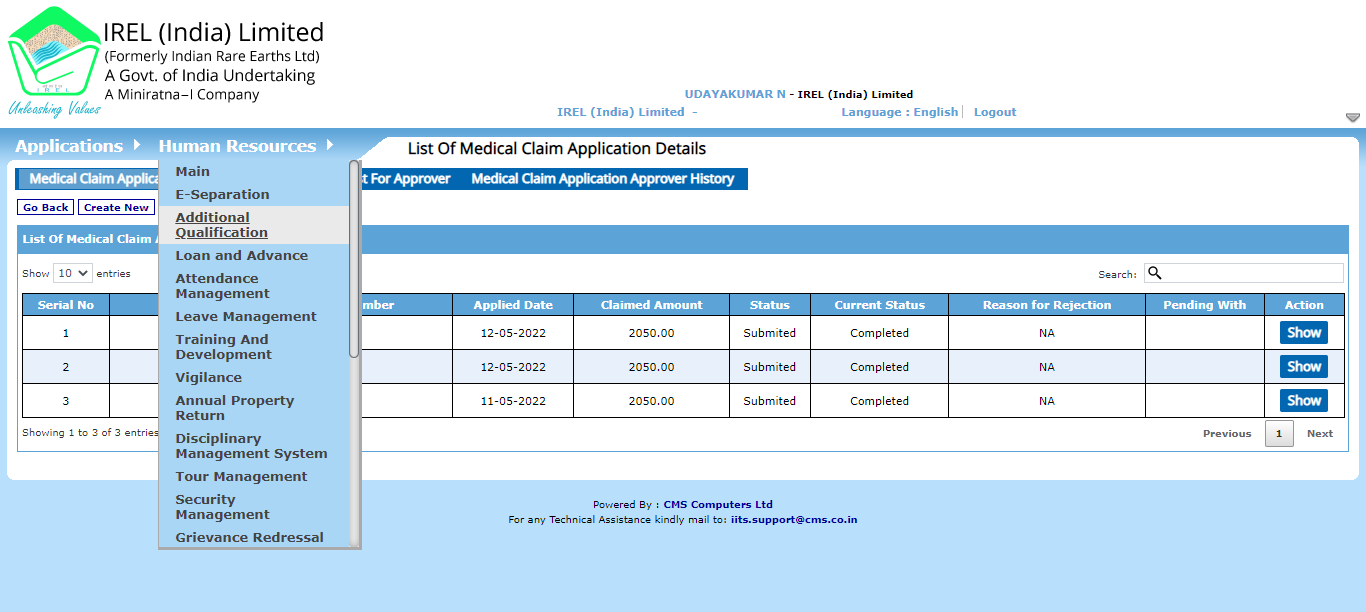 IREL (India) Limited
(Formerly Indian Rare Earths Ltd)
A Govt. of India Undertaking
A Miniratna–I Company
IREL
Unleashing Values
UDAYAKUMAR N - IREL (India) Limited
IREL (India) Limited -
Language : English
Logout
Applications
Human Resources
List Of Medical Claim Application Details
Medical Claim Applica
t For Approver
Medical Claim Application Approver History
Go Back
Create New
Main
E-Separation
Additional
Qualification
Loan and Advance
Attendance
Management
Leave Management
Training And
Development
Vigilance
Annual Property
Return
Disciplinary
Management System
Tour Management
Security
Management
Grievance Redressal
List Of Medical Claim
Show 10 entries
Search:
Serial No mber Applied Date Claimed Amount Status Current Status Reason for Rejection Pending With Action
1 12-05-2022 2050.00 Submited Completed NA Show
2 12-05-2022 2050.00 Submited Completed NA Show
3 11-05-2022 2050.00 Submited Completed NA Show
Showing 1 to 3 of 3 entries
Previous 1 Next
Powered By : CMS Computers Ltd
For any Technical Assistance kindly mail to: iits.support@cms.co.in